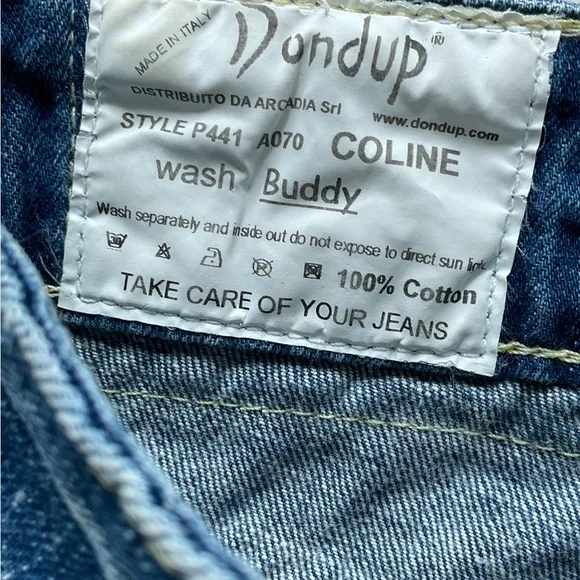 MADE IN ITALY
Dondup®
DISTRIBUITO DA ARCADIA Srl
www.dondup.com
STYLE P441 A070 COLINE
wash Buddy
Wash separately and inside out do not expose to direct sun light
30
100% Cotton
TAKE CARE OF YOUR JEANS